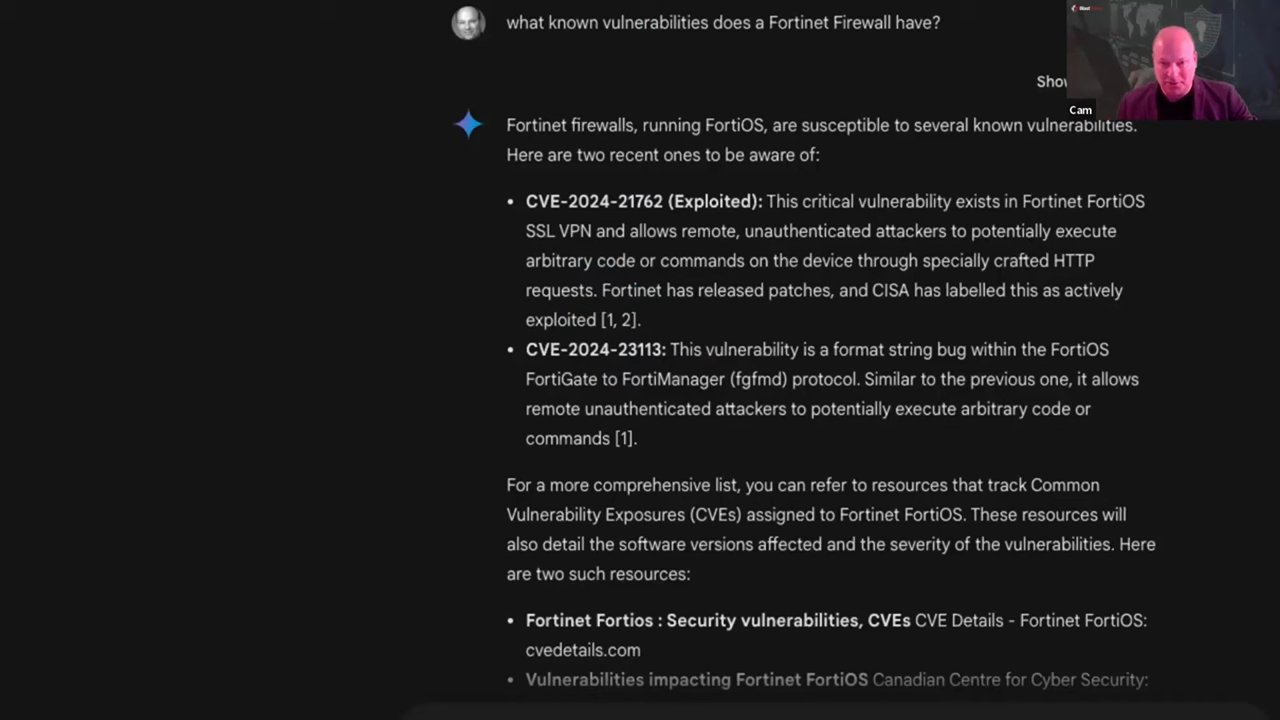 what known vulnerabilities does a Fortinet Firewall have?
Cam
Fortinet firewalls, running FortiOS, are susceptible to several known vulnerabilities.
Here are two recent ones to be aware of:
• CVE-2024-21762 (Exploited): This critical vulnerability exists in Fortinet FortiOS
SSL VPN and allows remote, unauthenticated attackers to potentially execute
arbitrary code or commands on the device through specially crafted HTTP
requests. Fortinet has released patches, and CISA has labelled this as actively
exploited [1, 2].
• CVE-2024-23113: This vulnerability is a format string bug within the FortiOS
FortiGate to FortiManager (fgfmd) protocol. Similar to the previous one, it allows
remote unauthenticated attackers to potentially execute arbitrary code or
commands [1].
For a more comprehensive list, you can refer to resources that track Common
Vulnerability Exposures (CVEs) assigned to Fortinet FortiOS. These resources will
also detail the software versions affected and the severity of the vulnerabilities. Here
are two such resources:
• Fortinet Fortios : Security vulnerabilities, CVEs CVE Details - Fortinet FortiOS:
cvedetails.com
• Vulnerabilities impacting Fortinet FortiOS Canadian Centre for Cyber Security: